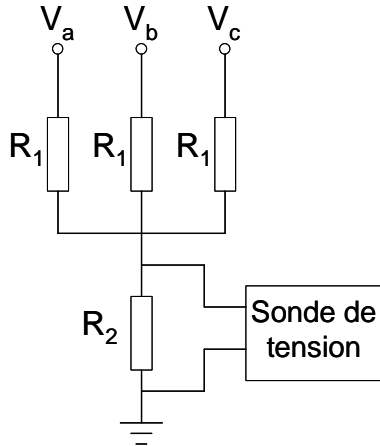 Va Vb Vc
R1 R1 R1
R2
Sonde de
tension